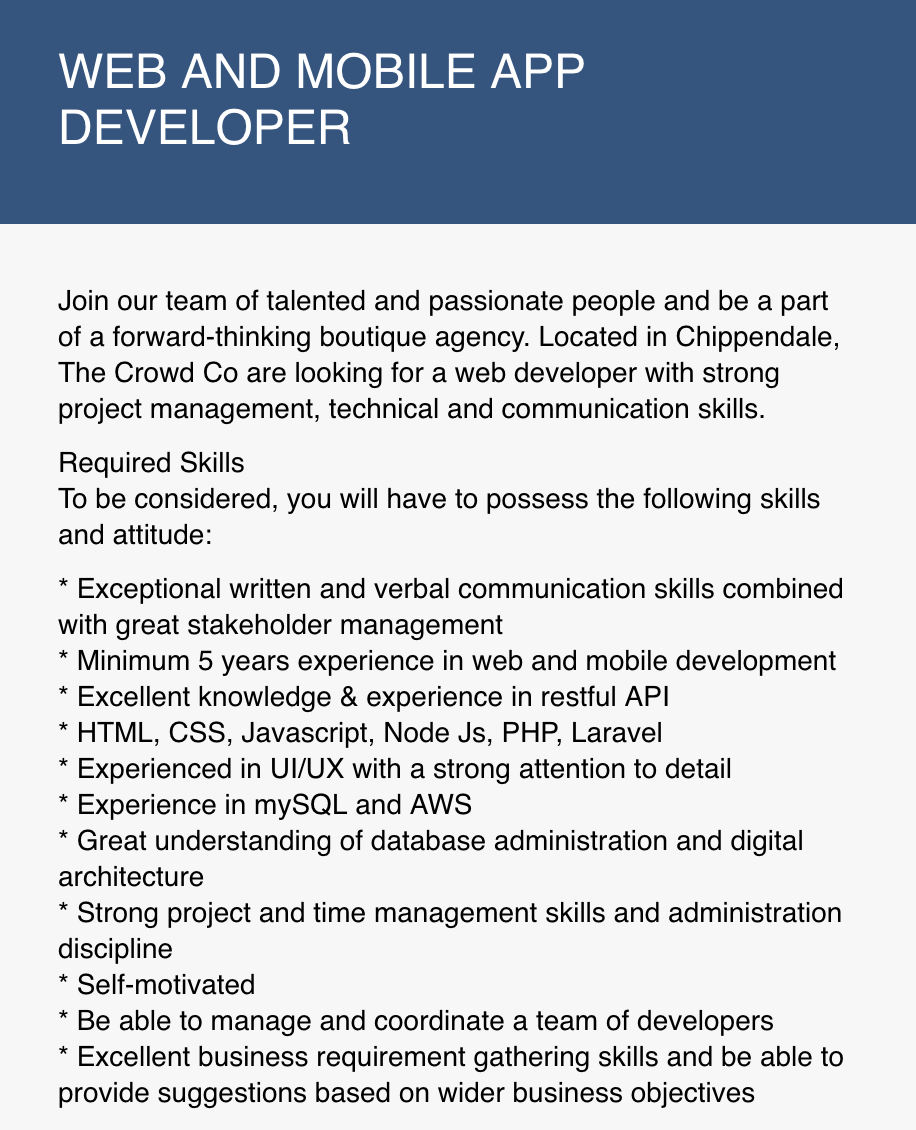 WEB AND MOBILE APP
DEVELOPER
Join our team of talented and passionate people and be a part
of a forward-thinking boutique agency. Located in Chippendale,
The Crowd Co are looking for a web developer with strong
project management, technical and communication skills.
Required Skills
To be considered, you will have to possess the following skills
and attitude:
* Exceptional written and verbal communication skills combined
with great stakeholder management
* Minimum 5 years experience in web and mobile development
* Excellent knowledge & experience in restful API
* HTML, CSS, Javascript, Node Js, PHP, Laravel
* Experienced in UI/UX with a strong attention to detail
* Experience in mySQL and AWS
* Great understanding of database administration and digital
architecture
* Strong project and time management skills and administration
discipline
* Self-motivated
* Be able to manage and coordinate a team of developers
* Excellent business requirement gathering skills and be able to
provide suggestions based on wider business objectives